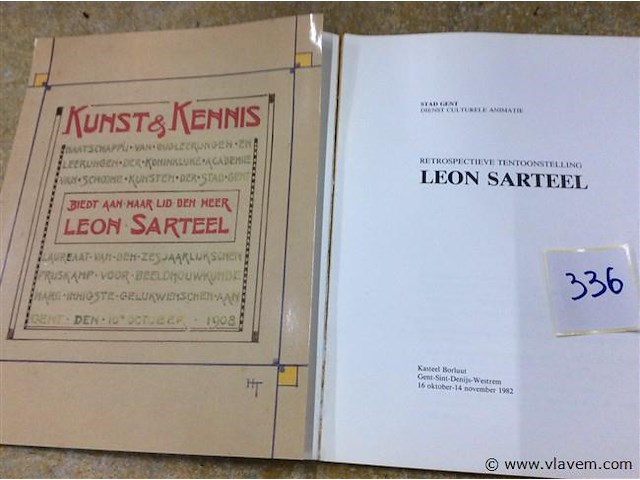 KUNST & KENNIS
MAATSCHAPPIJ · VAN · OUDLEERLINGEN · EN
LEERLINGEN · DER · KONINKLIJKE · ACADEMIE
VAN · SCHOONE · KUNSTEN · DER · STAD · GENT
BIEDT AAN HAAR LID DEN HEER
LEON · SARTEEL
LAUREAAT · VAN · DEN · ZESJAARLIJKSCHEN
PRIJSKAMP · VOOR · BEELDHOUWKUNDE
HARE · INNIGSTE · GELUKWENSCHEN · AAN
GENT · DEN · 10N OCTOBER · 1908
HT
STAD GENT
DIENST CULTURELE ANIMATIE
RETROSPECTIEVE TENTOONSTELLING
LEON SARTEEL
336
Kasteel Borluut
Gent-Sint-Denijs-Westrem
16 oktober-14 november 1982
© www.vlavem.com